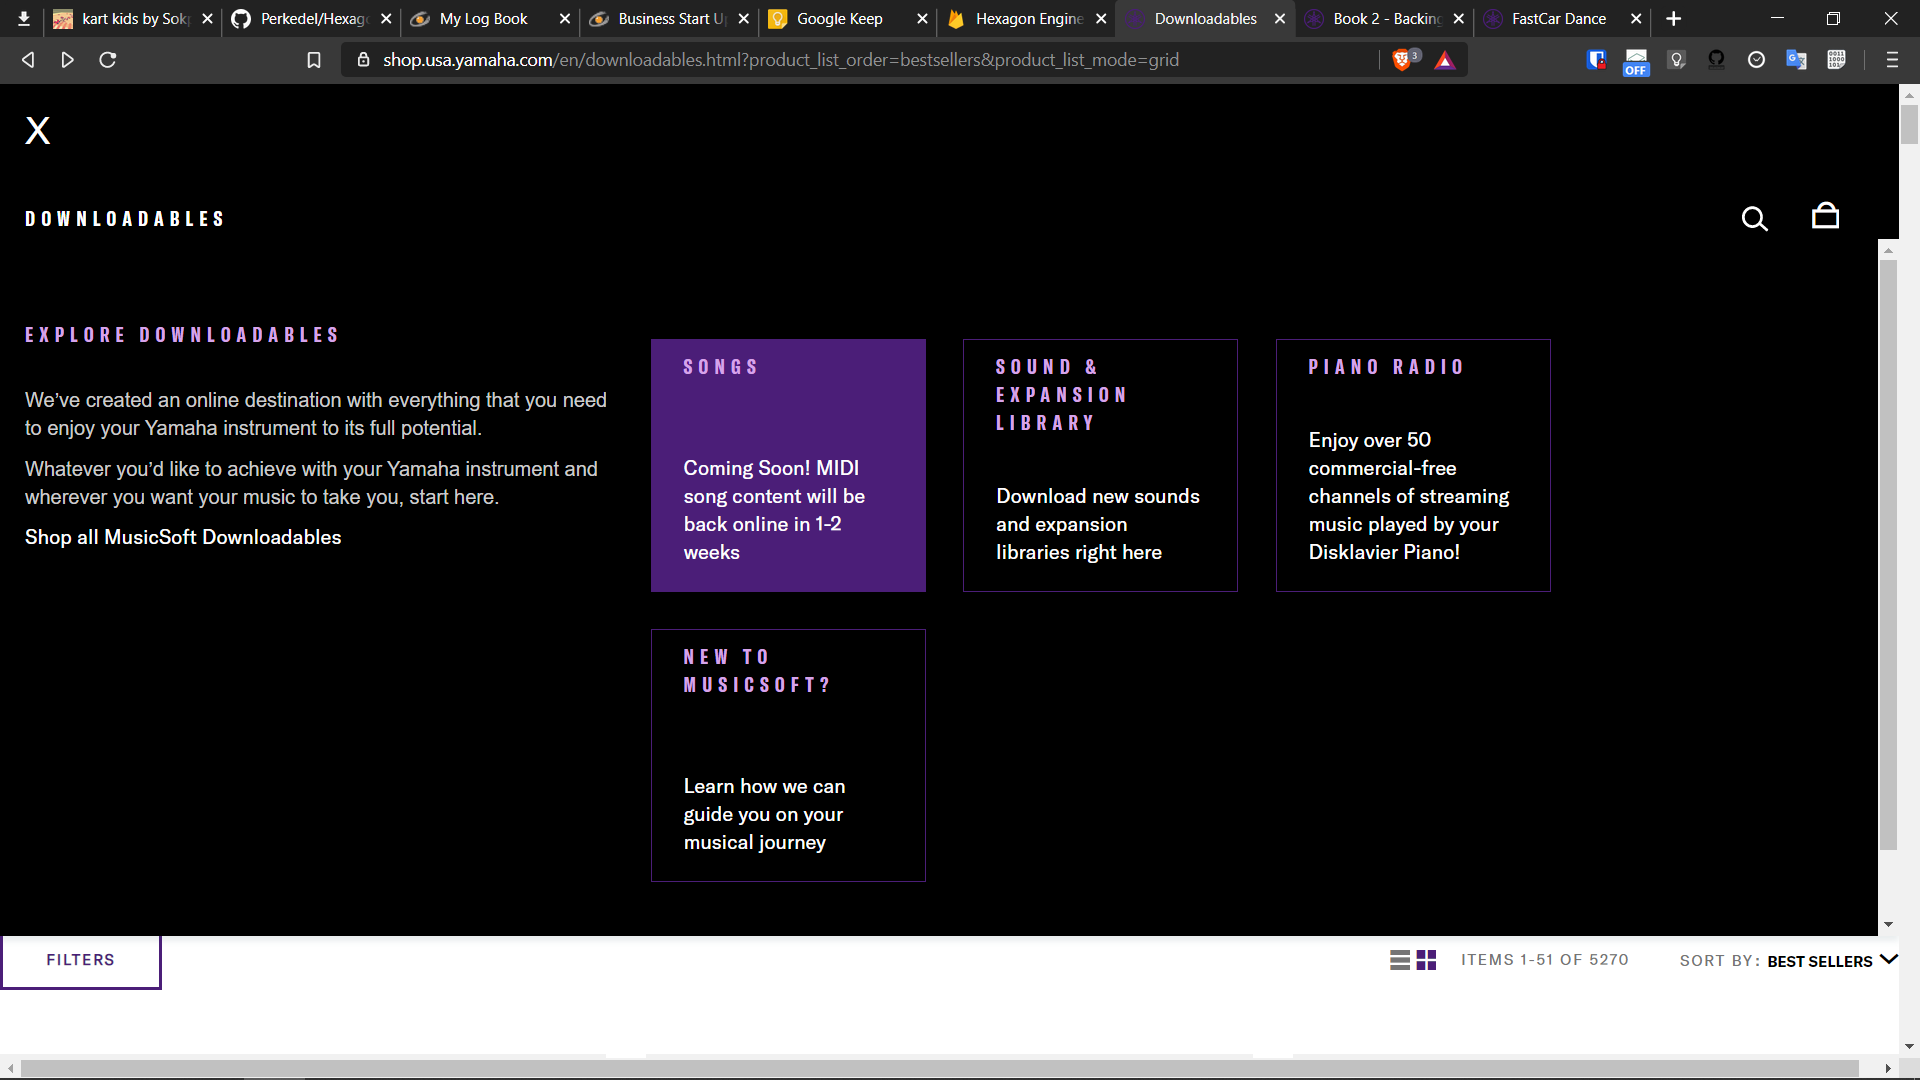 kart kids by Sokp
Perkedel/Hexago
My Log Book
Business Start U
Google Keep
Hexagon Engine
Downloadables
Book 2 - Backing
FastCar Dance
shop.usa.yamaha.com/en/downloadables.html?product_list_order=bestsellers&product_list_mode=grid
3
OFF
X
DOWNLOADABLES
EXPLORE DOWNLOADABLES
We’ve created an online destination with everything that you need
to enjoy your Yamaha instrument to its full potential.
Whatever you’d like to achieve with your Yamaha instrument and
wherever you want your music to take you, start here.
Shop all MusicSoft Downloadables
SONGS
Coming Soon! MIDI
song content will be
back online in 1-2
weeks
SOUND &
EXPANSION
LIBRARY
Download new sounds
and expansion
libraries right here
PIANO RADIO
Enjoy over 50
commercial-free
channels of streaming
music played by your
Disklavier Piano!
NEW TO
MUSICSOFT?
Learn how we can
guide you on your
musical journey
FILTERS
ITEMS 1-51 OF 5270
SORT BY: BEST SELLERS